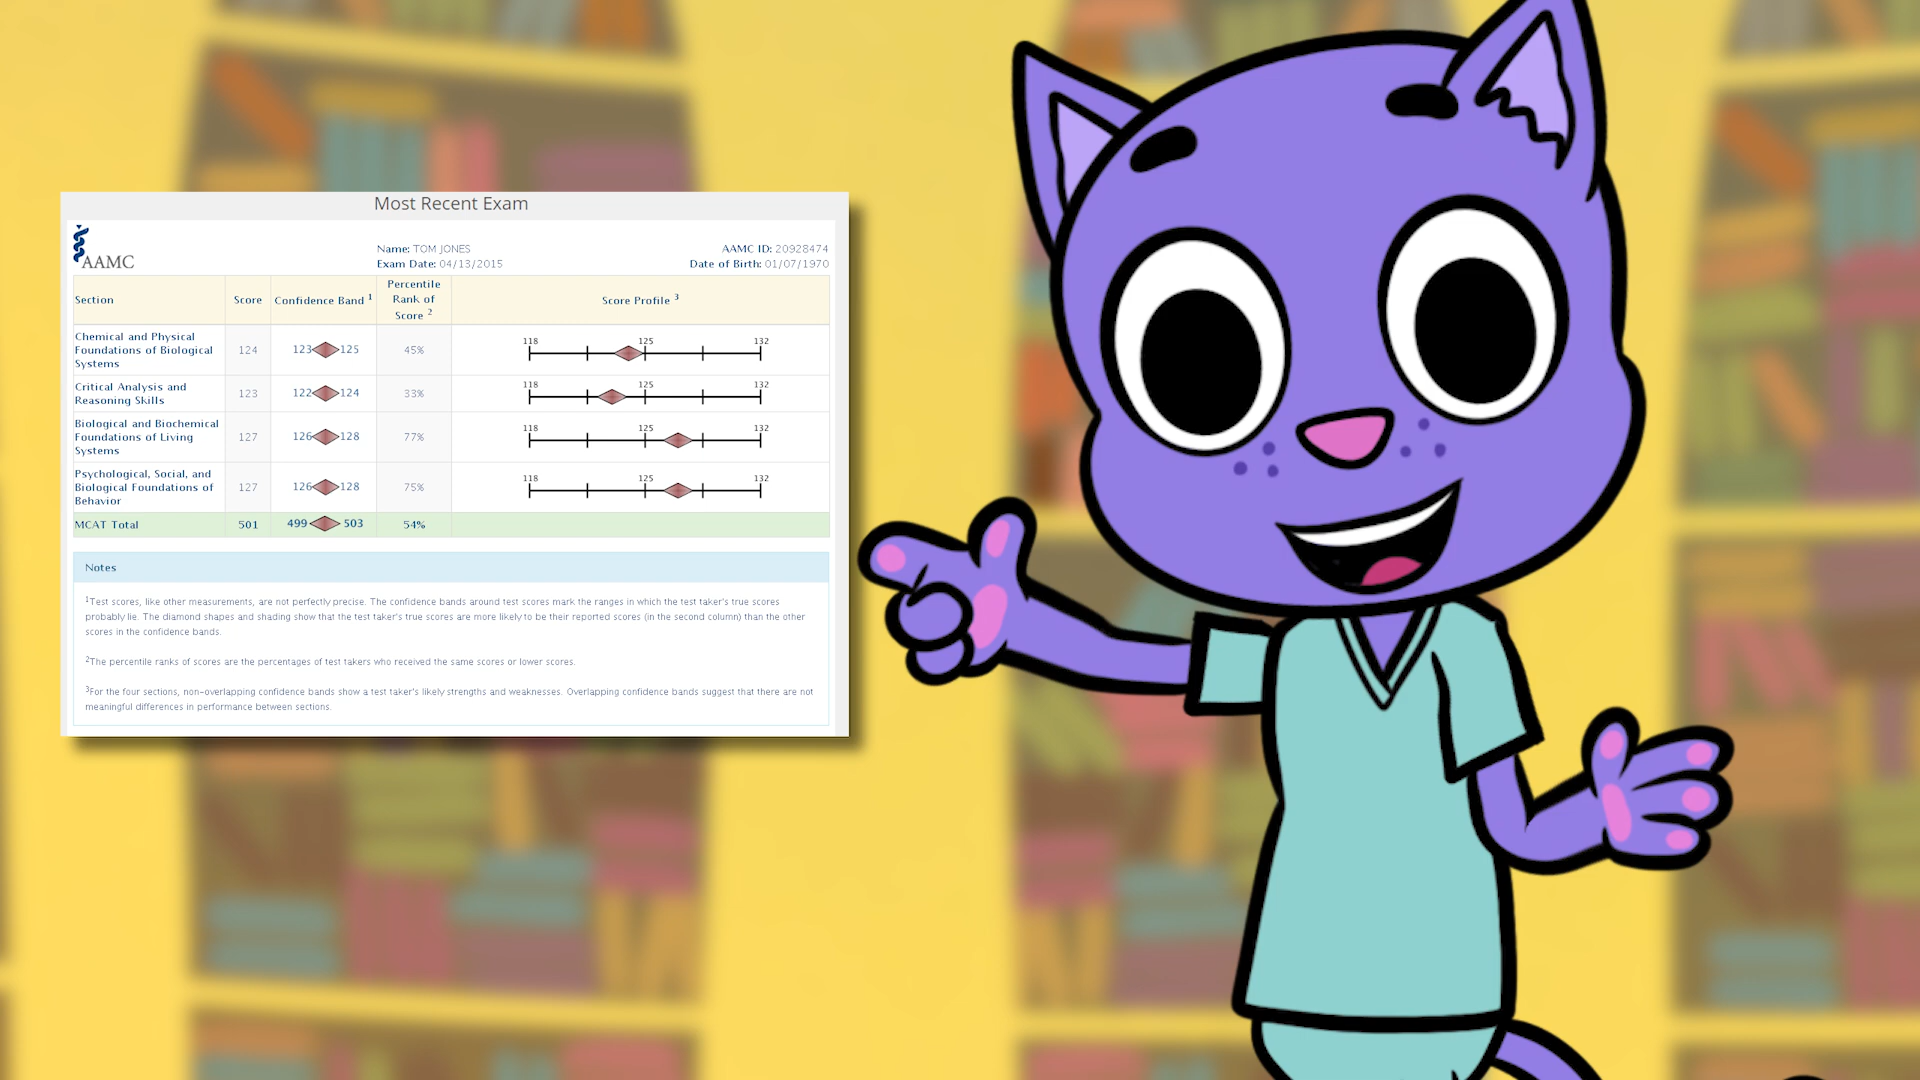 Most Recent Exam
AAMC
Name: TOM JONES
AAMC ID: 20928474
Exam Date: 04/13/2015
Date of Birth: 01/07/1970
Section
Score
Confidence Band 1
Percentile
Rank of
Score 2
Score Profile 3
Chemical and Physical
Foundations of Biological
Systems
124
123 125
45%
118 125 132
Critical Analysis and
Reasoning Skills
123
122 124
33%
118 125 132
Biological and Biochemical
Foundations of Living
Systems
127
126 128
77%
118 125 132
Psychological, Social, and
Biological Foundations of
Behavior
127
126 128
75%
118 125 132
MCAT Total
501
499 503
54%
Notes
1Test scores, like other measurements, are not perfectly precise. The confidence bands around test scores mark the ranges in which the test taker's true scores
probably lie. The diamond shapes and shading show that the test taker's true scores are more likely to be their reported scores (in the second column) than the other
scores in the confidence bands.
2The percentile ranks of scores are the percentages of test takers who received the same scores or lower scores.
3For the four sections, non-overlapping confidence bands show a test taker's likely strengths and weaknesses. Overlapping confidence bands suggest that there are not
meaningful differences in performance between sections.